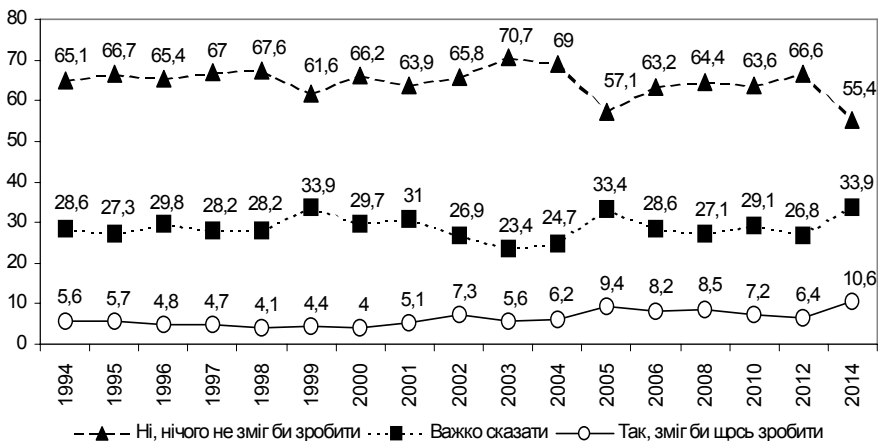 80
70
60
50
40
30
20
10
0
65,1 66,7 65,4 67 67,6 61,6 66,2 63,9 65,8 70,7 69 57,1 63,2 64,4 63,6 66,6 55,4
28,6 27,3 29,8 28,2 28,2 33,9 29,7 31 26,9 23,4 24,7 33,4 28,6 27,1 29,1 26,8 33,9
5,6 5,7 4,8 4,7 4,1 4,4 4 5,1 7,3 5,6 6,2 9,4 8,2 8,5 7,2 6,4 10,6
1994 1995 1996 1997 1998 1999 2000 2001 2002 2003 2004 2005 2006 2008 2010 2012 2014
Ні, нічого не зміг би зробити Важко сказати Так, зміг би щось зробити